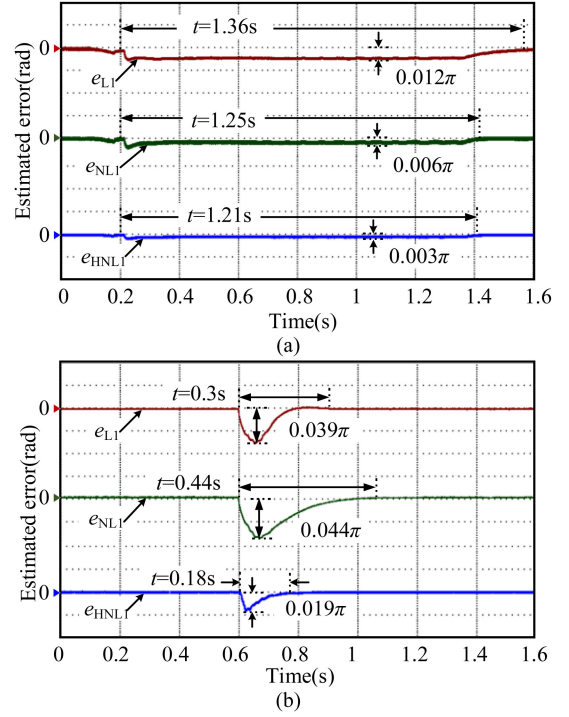 t=1.36s
0
e_L1
0.012π
t=1.25s
0
e_NL1
0.006π
t=1.21s
0
e_HNL1
0.003π
Estimated error(rad)
0 0.2 0.4 0.6 0.8 1.0 1.2 1.4 1.6
Time(s)
(a)
t=0.3s
0
e_L1
0.039π
t=0.44s
0
e_NL1
0.044π
t=0.18s
0
e_HNL1
0.019π
Estimated error(rad)
0 0.2 0.4 0.6 0.8 1 1.2 1.4 1.6
Time(s)
(b)